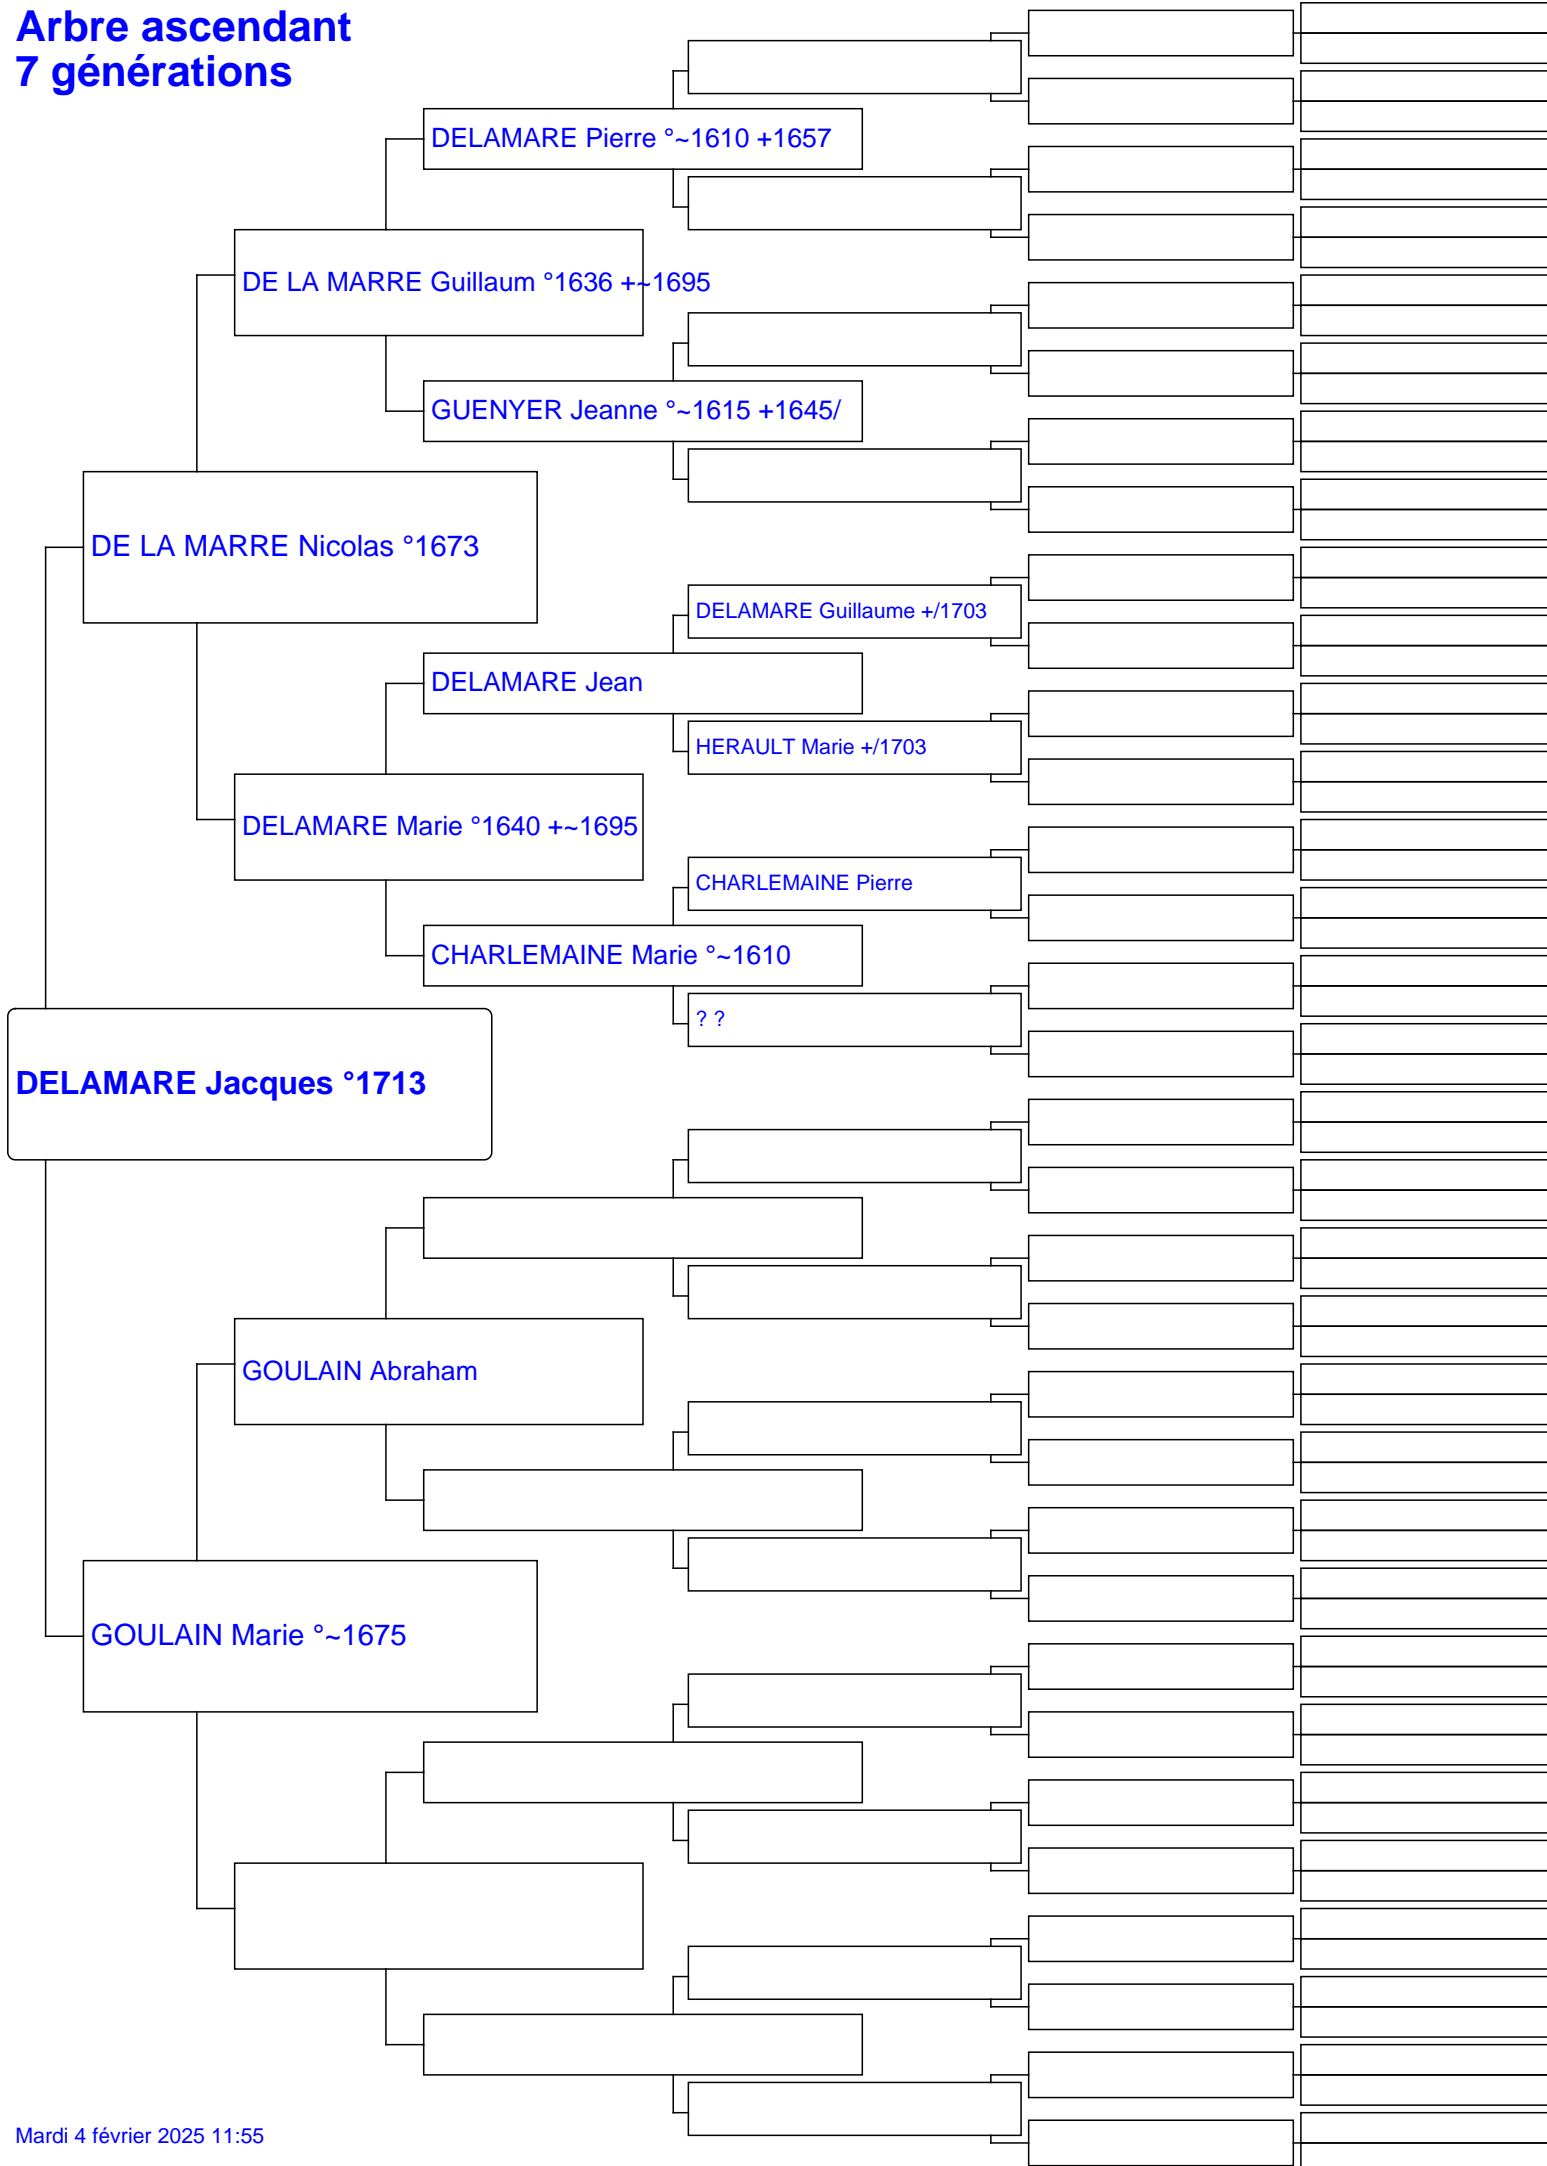 Arbre ascendant
7 générations
DELAMARE Pierre °~1610 +1657
DE LA MARRE Guillaum °1636 +~1695
GUENYER Jeanne °~1615 +1645/
DE LA MARRE Nicolas °1673
DELAMARE Guillaume +/1703
DELAMARE Jean
HERAULT Marie +/1703
DELAMARE Marie °1640 +~1695
CHARLEMAINE Pierre
CHARLEMAINE Marie °~1610
? ?
DELAMARE Jacques °1713
GOULAIN Abraham
GOULAIN Marie °~1675
Mardi 4 février 2025 11:55